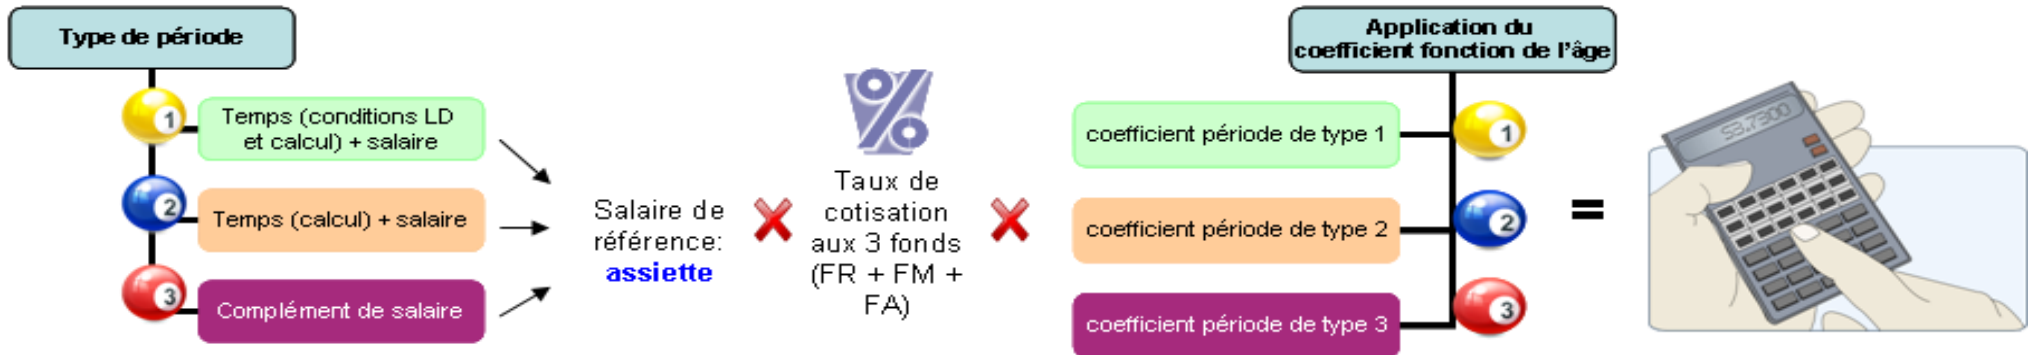 Type de période
1
Temps (conditions LD
et calcul) + salaire
2
Temps (calcul) + salaire
3
Complément de salaire
Salaire de
référence:
assiette
%
Taux de
cotisation
aux 3 fonds
(FR + FM +
FA)
Application du
coefficient fonction de l'âge
coefficient période de type 1
1
coefficient période de type 2
2
coefficient période de type 3
3
=
53.7300